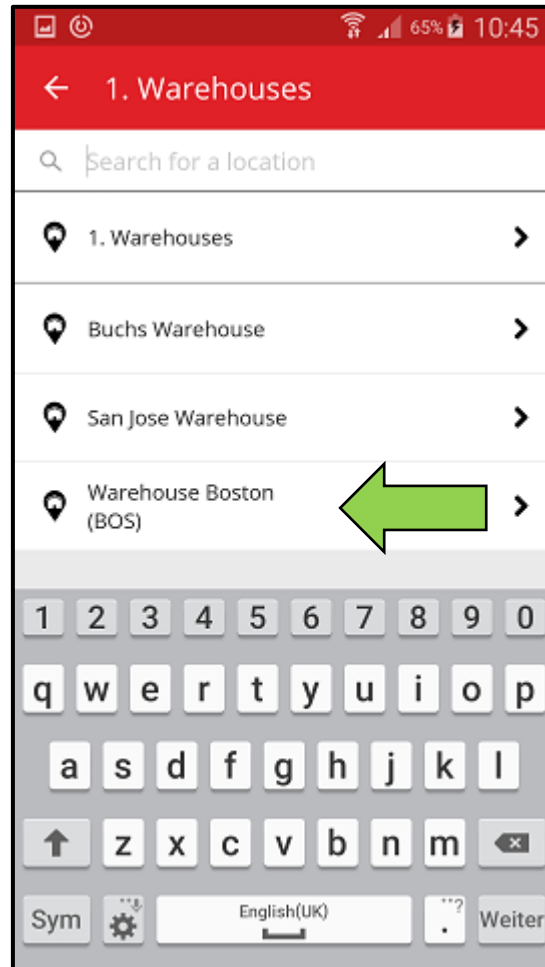 65% 10:45
1. Warehouses
Search for a location
1. Warehouses
Buchs Warehouse
San Jose Warehouse
Warehouse Boston
(BOS)
1 2 3 4 5 6 7 8 9 0
q w e r t y u i o p
a s d f g h j k l
z x c v b n m
Sym English(UK) . ? Weiter